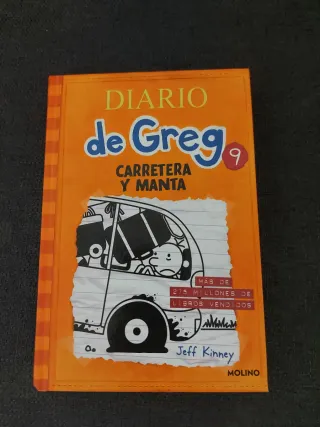 DIARIO
de Greg 9
CARRETERA
Y MANTA
MÁS DE
275 MILLONES DE
LIBROS VENDIDOS
Jeff Kinney
MOLINO